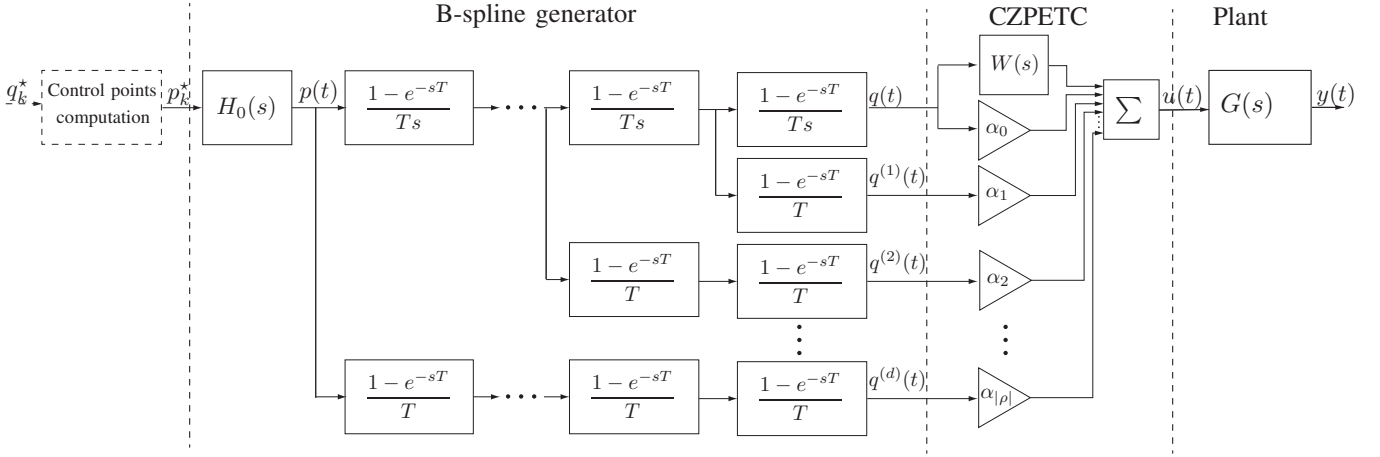 B-spline generator
CZPETC
Plant
q_k^⋆
Control points
computation
p_k^⋆
H_0(s)
p(t)
1 − e^{−sT}
Ts
1 − e^{−sT}
Ts
1 − e^{−sT}
Ts
q(t)
W(s)
α_0
∑
u(t)
G(s)
y(t)
1 − e^{−sT}
T
q^{(1)}(t)
α_1
1 − e^{−sT}
T
1 − e^{−sT}
T
q^{(2)}(t)
α_2
1 − e^{−sT}
T
1 − e^{−sT}
T
1 − e^{−sT}
T
q^{(d)}(t)
α_{|ρ|}